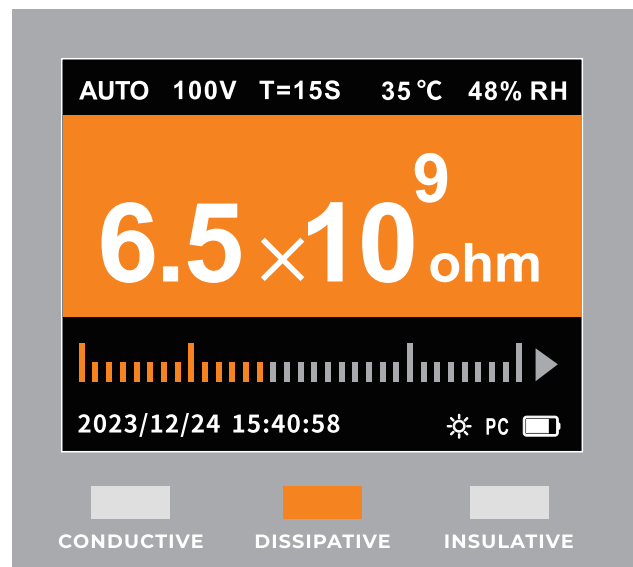 AUTO 100V T=15S 35℃ 48% RH
6.5×10⁹ ohm
2023/12/24 15:40:58 PC
CONDUCTIVE DISSIPATIVE INSULATIVE